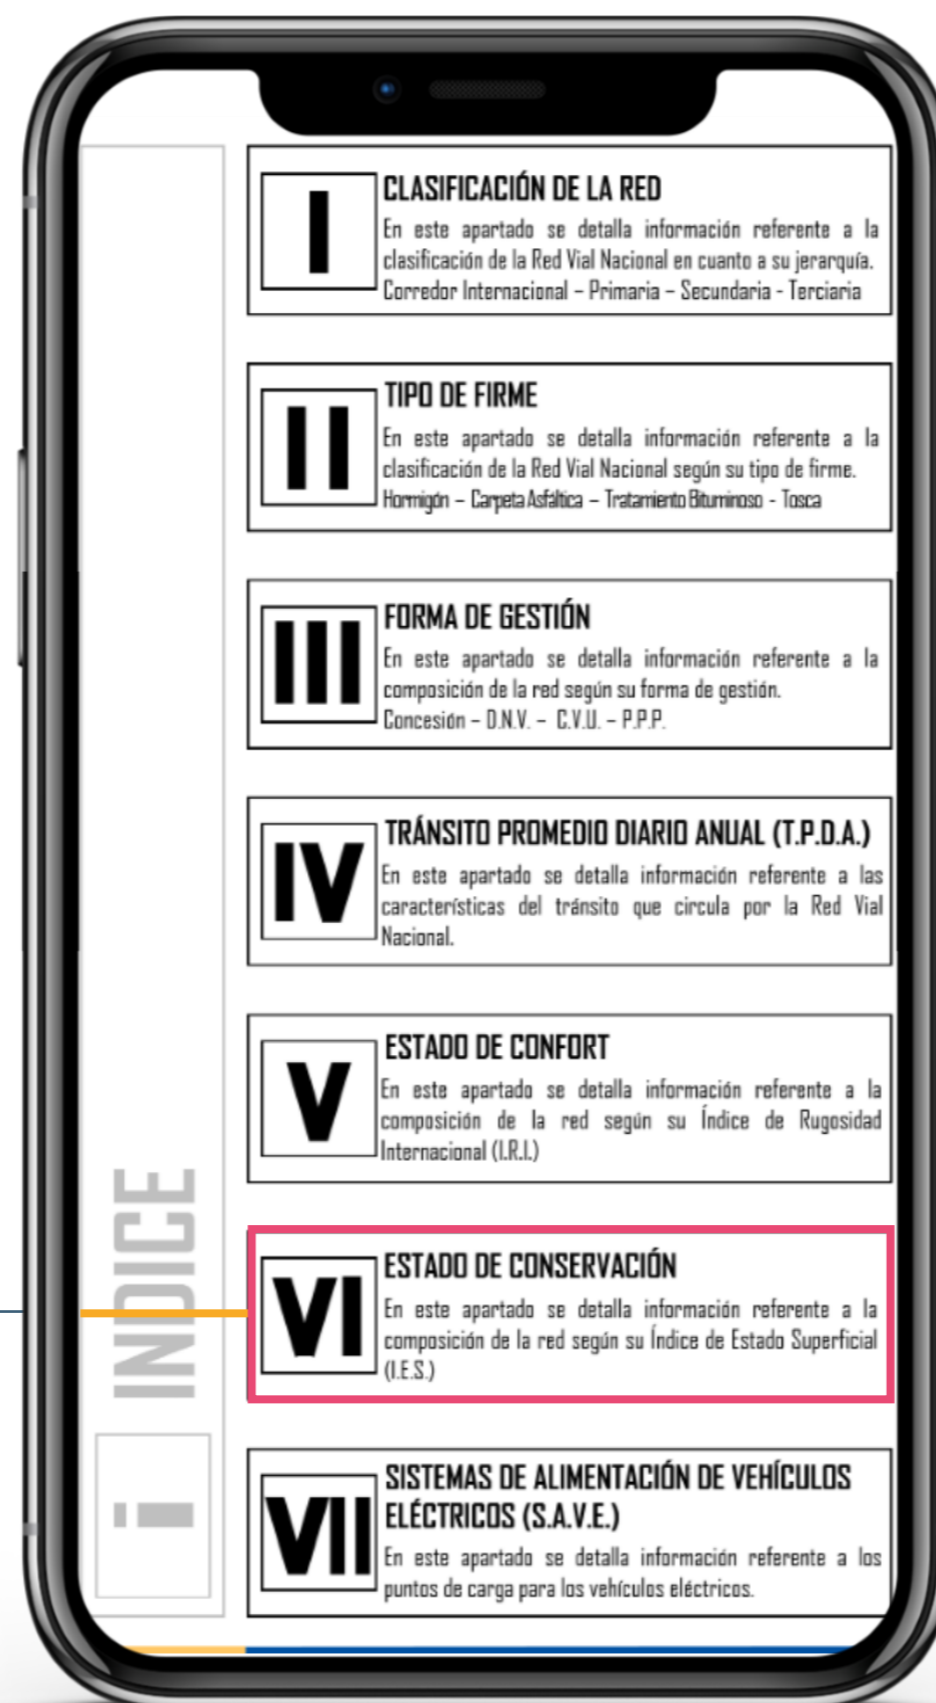 I
CLASIFICACIÓN DE LA RED
En este apartado se detalla información referente a la
clasificación de la Red Vial Nacional en cuanto a su jerarquía.
Corredor Internacional – Primaria – Secundaria - Terciaria
II
TIPO DE FIRME
En este apartado se detalla información referente a la
clasificación de la Red Vial Nacional según su tipo de firme.
Hormigón – Carpeta Asfáltica – Tratamiento Bituminoso - Tosca
III
FORMA DE GESTIÓN
En este apartado se detalla información referente a la
composición de la red según su forma de gestión.
Concesión – D.N.V. – C.V.U. – P.P.P.
IV
TRÁNSITO PROMEDIO DIARIO ANUAL (T.P.D.A.)
En este apartado se detalla información referente a las
características del tránsito que circula por la Red Vial
Nacional.
V
ESTADO DE CONFORT
En este apartado se detalla información referente a la
composición de la red según su Índice de Rugosidad
Internacional (I.R.I.)
VI
ESTADO DE CONSERVACIÓN
En este apartado se detalla información referente a la
composición de la red según su Índice de Estado Superficial
(I.E.S.)
VII
SISTEMAS DE ALIMENTACIÓN DE VEHÍCULOS
ELÉCTRICOS (S.A.V.E.)
En este apartado se detalla información referente a los
puntos de carga para los vehículos eléctricos.
i
INDICE